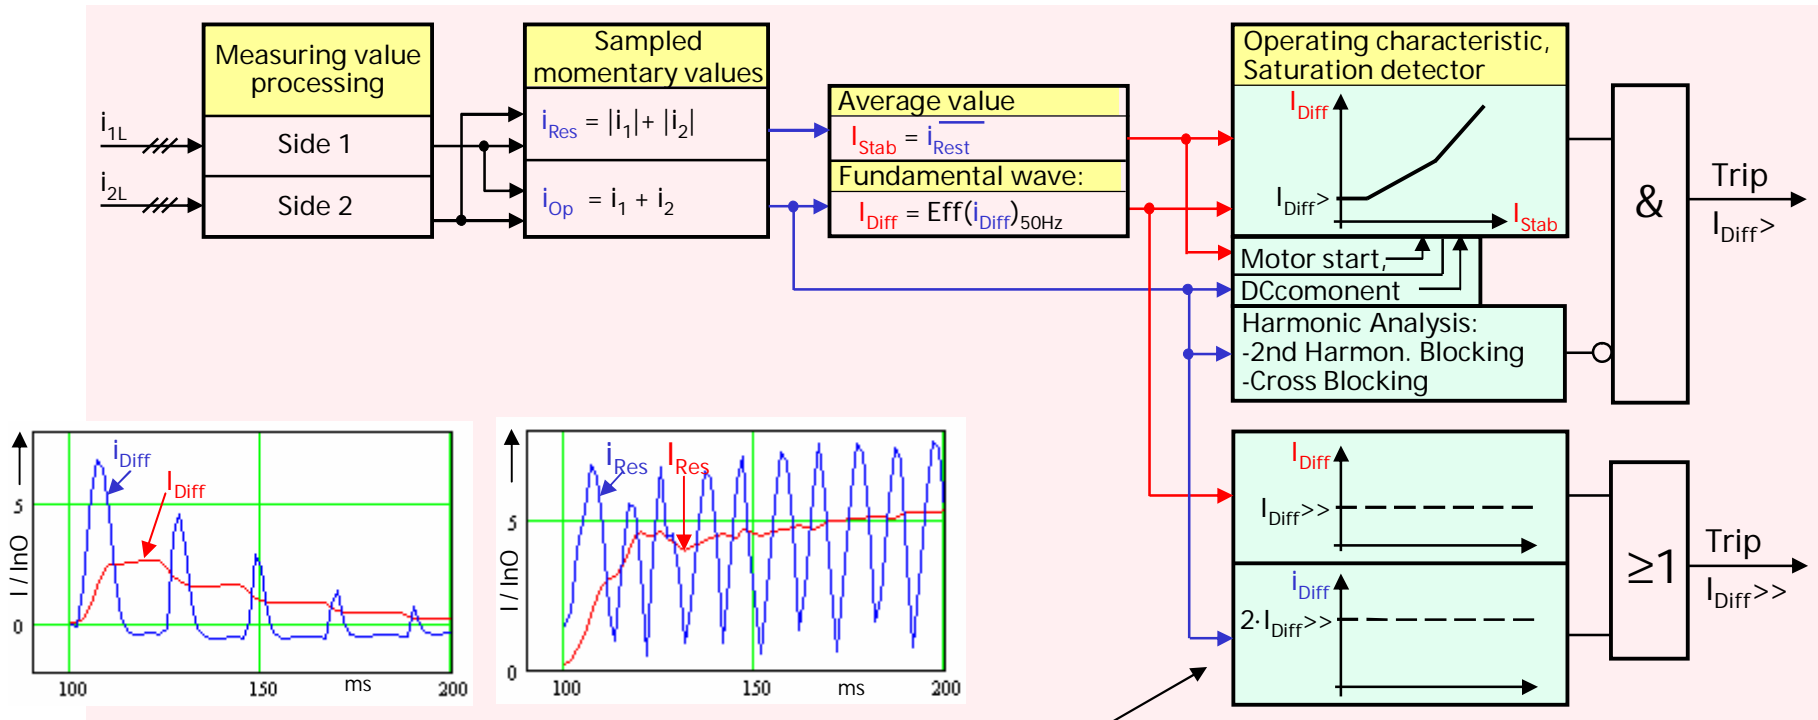 Measuring value
processing
Side 1
Side 2
i1L
i2L
Sampled
momentary values
iRes = |i1|+ |i2|
iOp = i1 + i2
Average value
IStab = iRest
Fundamental wave:
IDiff = Eff(iDiff)50Hz
Operating characteristic,
Saturation detector
IDiff
IDiff>
IStab
Motor start,
DCcomonent
Harmonic Analysis:
-2nd Harmon. Blocking
-Cross Blocking
&
Trip
IDiff>
IDiff
IDiff>>
iDiff
2·IDiff>>
≥1
Trip
IDiff>>
I / InO
iDiff
IDiff
5
0
100
150
ms
200
I / InO
iRes
IRes
5
0
100
150
ms
200